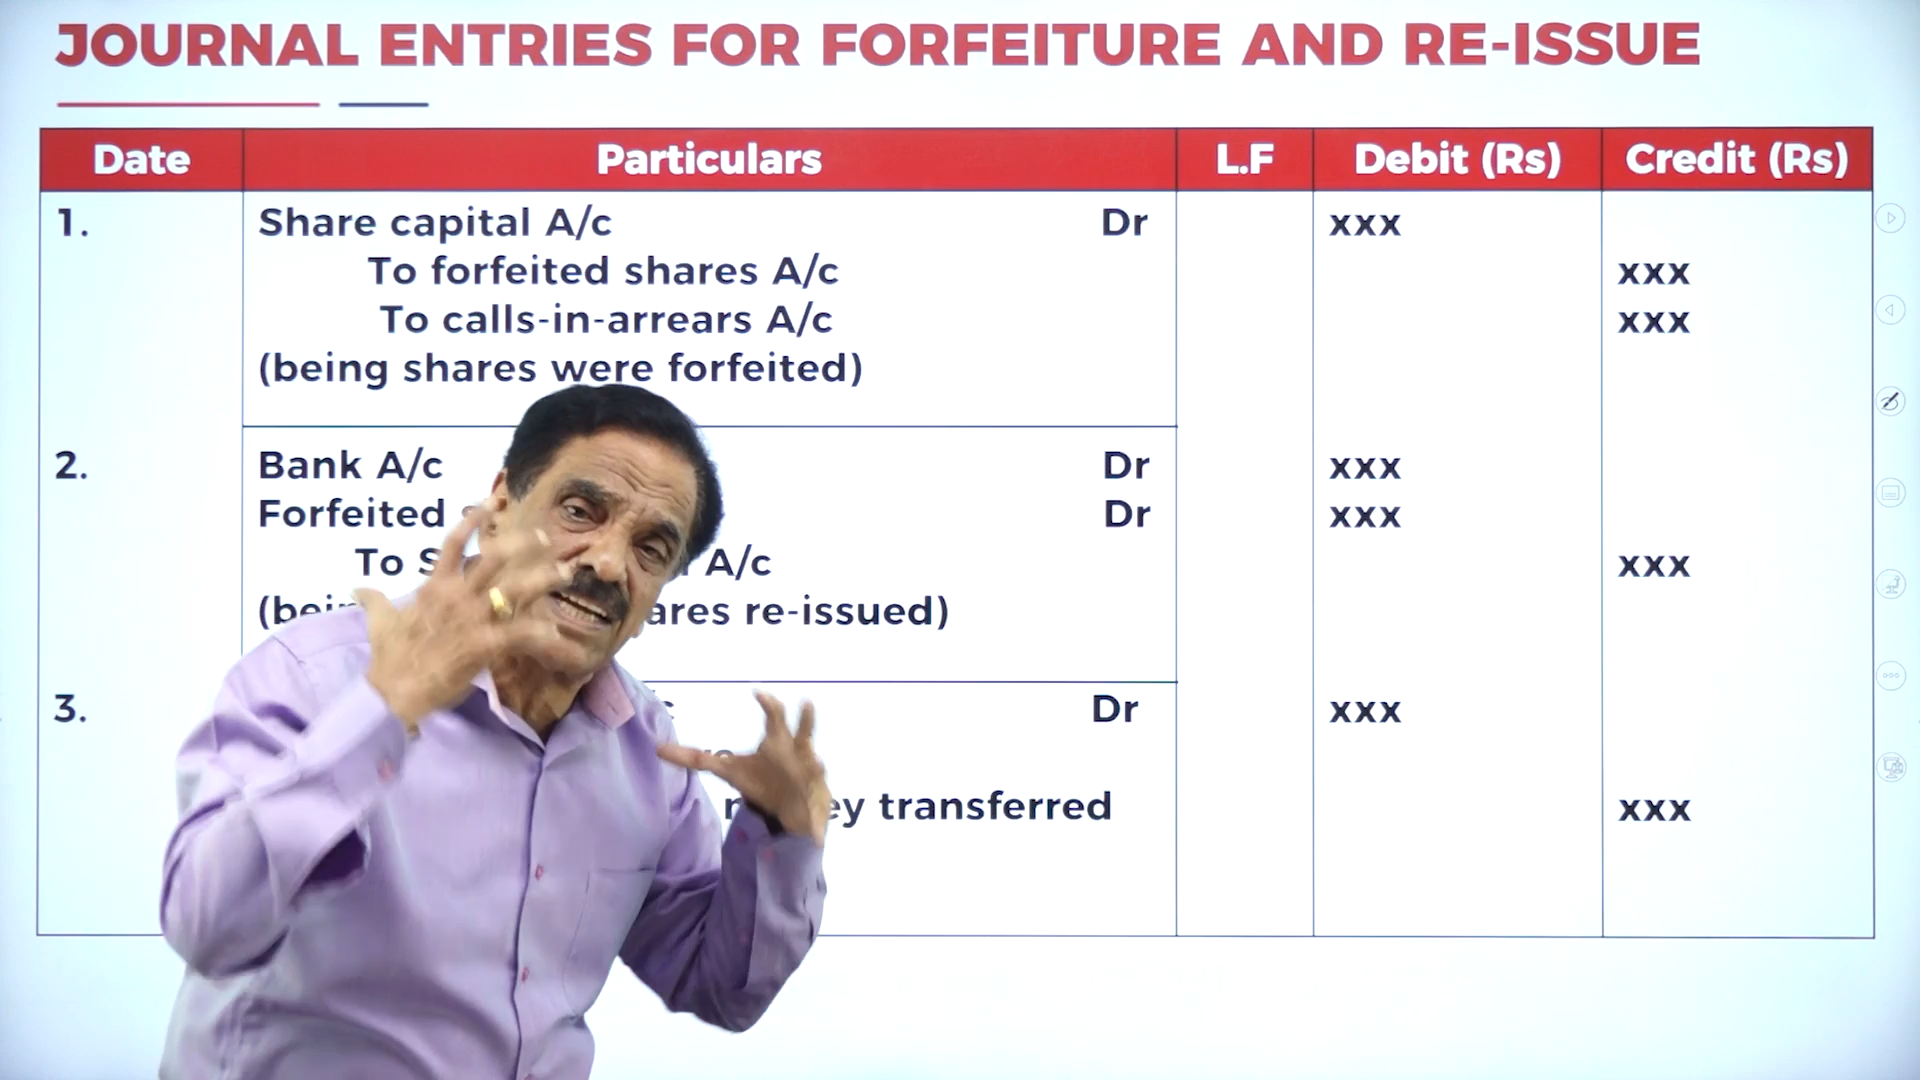 JOURNAL ENTRIES FOR FORFEITURE AND RE-ISSUE
Date Particulars L.F Debit (Rs) Credit (Rs)
1. Share capital A/c Dr xxx
To forfeited shares A/c xxx
To calls-in-arrears A/c xxx
(being shares were forfeited)
2. Bank A/c Dr xxx
Forfeited Dr xxx
To A/c xxx
re-issued)
3. Dr xxx
transferred xxx